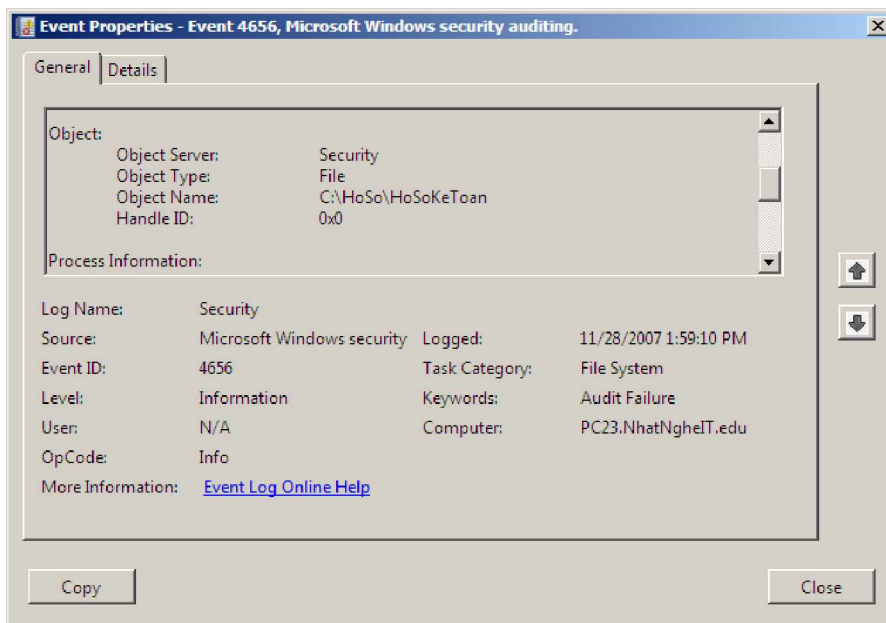 Event Properties - Event 4656, Microsoft Windows security auditing.
General Details
Object:
Object Server: Security
Object Type: File
Object Name: C:\HoSo\HoSoKeToan
Handle ID: 0x0
Process Information:
Log Name: Security
Source: Microsoft Windows security Logged: 11/28/2007 1:59:10 PM
Event ID: 4656 Task Category: File System
Level: Information Keywords: Audit Failure
User: N/A Computer: PC23.NhatNgheIT.edu
OpCode: Info
More Information: Event Log Online Help
Copy Close